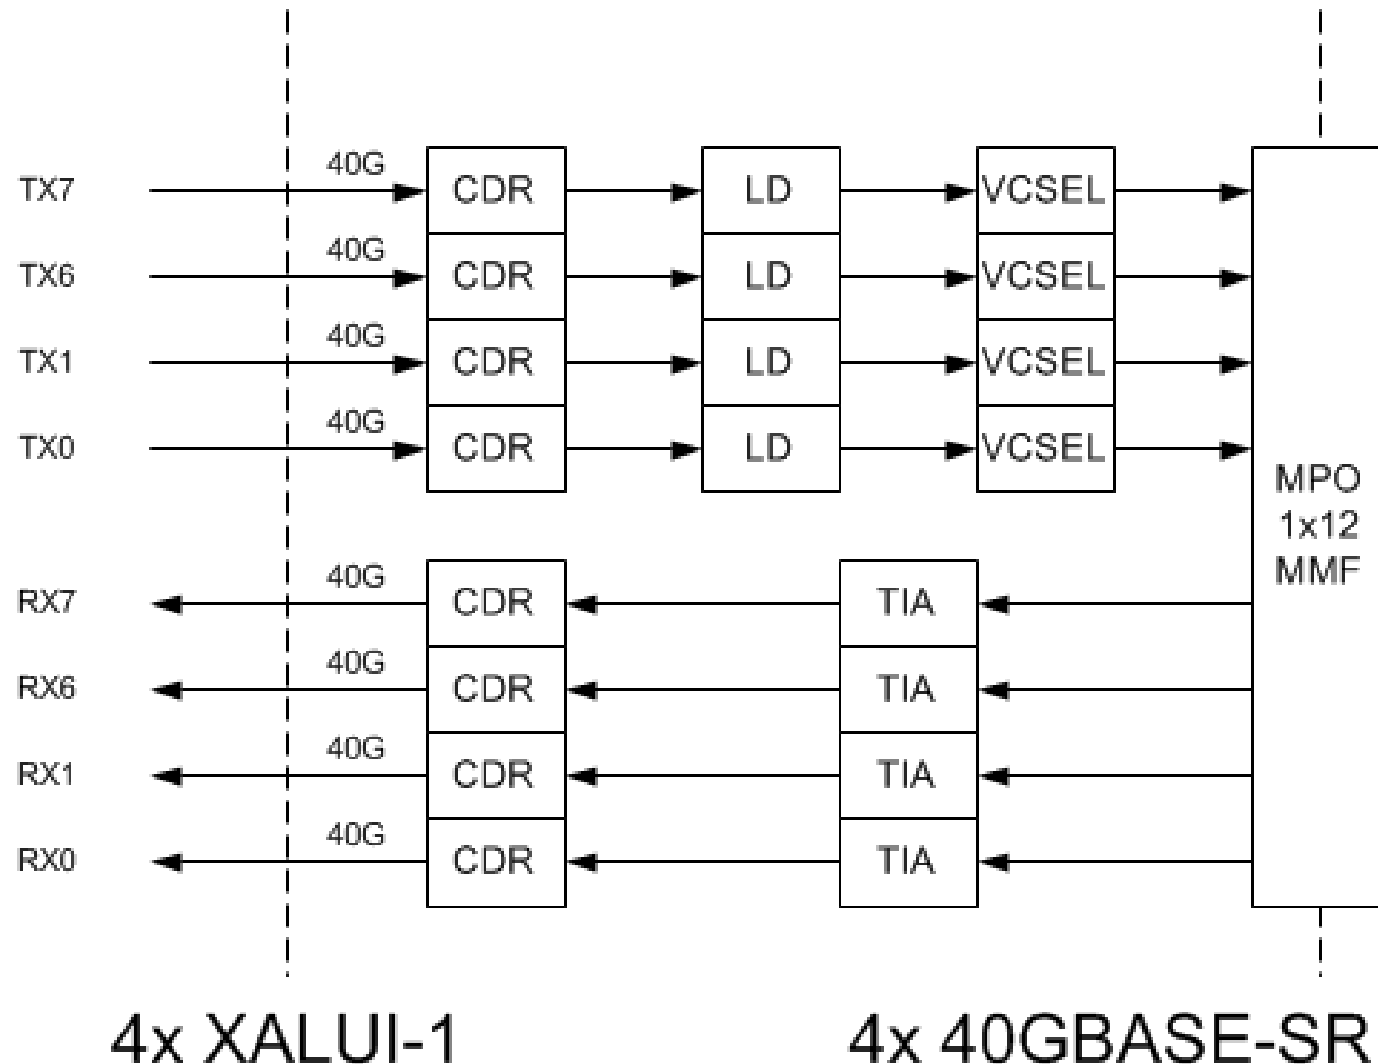 TX7 40G CDR LD VCSEL
TX6 40G CDR LD VCSEL
TX1 40G CDR LD VCSEL
TX0 40G CDR LD VCSEL
MPO
1x12
MMF
RX7 40G CDR TIA
RX6 40G CDR TIA
RX1 40G CDR TIA
RX0 40G CDR TIA
4x XALUI-1 4x 40GBASE-SR